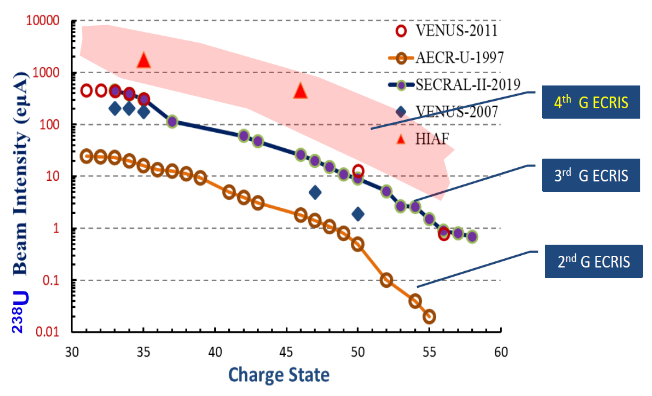 10000
1000
100
10
1
0.1
0.01
30
35
40
45
50
55
60
Charge State
238U Beam Intensity (eμA)
VENUS-2011
AECR-U-1997
SECRAL-II-2019
VENUS-2007
HIAF
4th G ECRIS
3rd G ECRIS
2nd G ECRIS